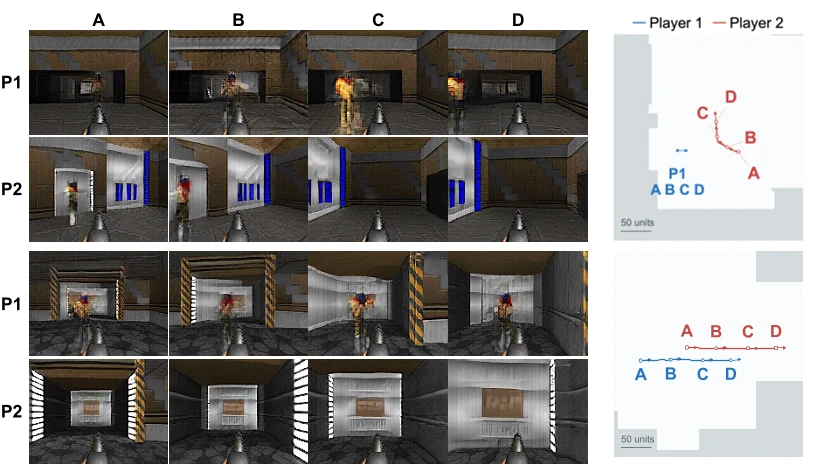 A B C D
Player 1 Player 2
P1
P2
C D
B
A
P1
A B C D
50 units
P1
P2
A B C D
A B C D
50 units